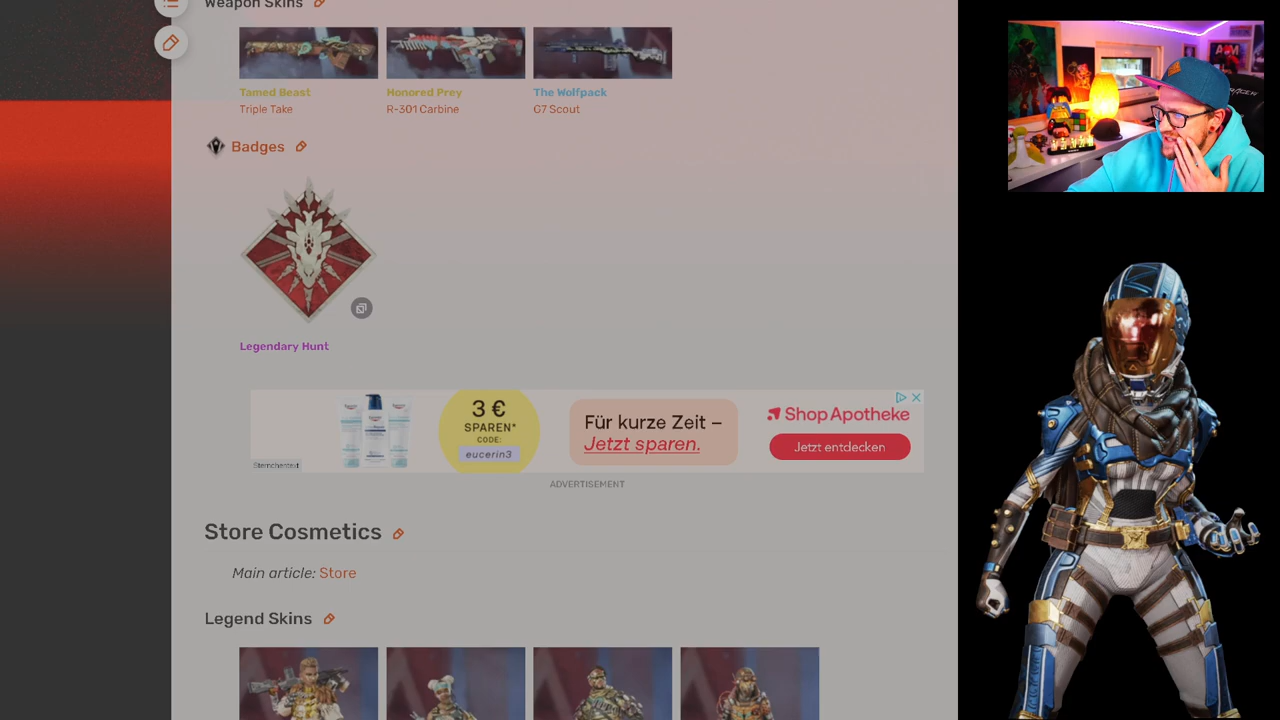 Weapon Skins
Tamed Beast
Triple Take
Honored Prey
R-301 Carbine
The Wolfpack
G7 Scout
Badges
Legendary Hunt
3 €
SPAREN*
CODE:
eucerin3
Für kurze Zeit –
Jetzt sparen.
Shop Apotheke
Jetzt entdecken
Sternchentext
ADVERTISEMENT
Store Cosmetics
Main article: Store
Legend Skins